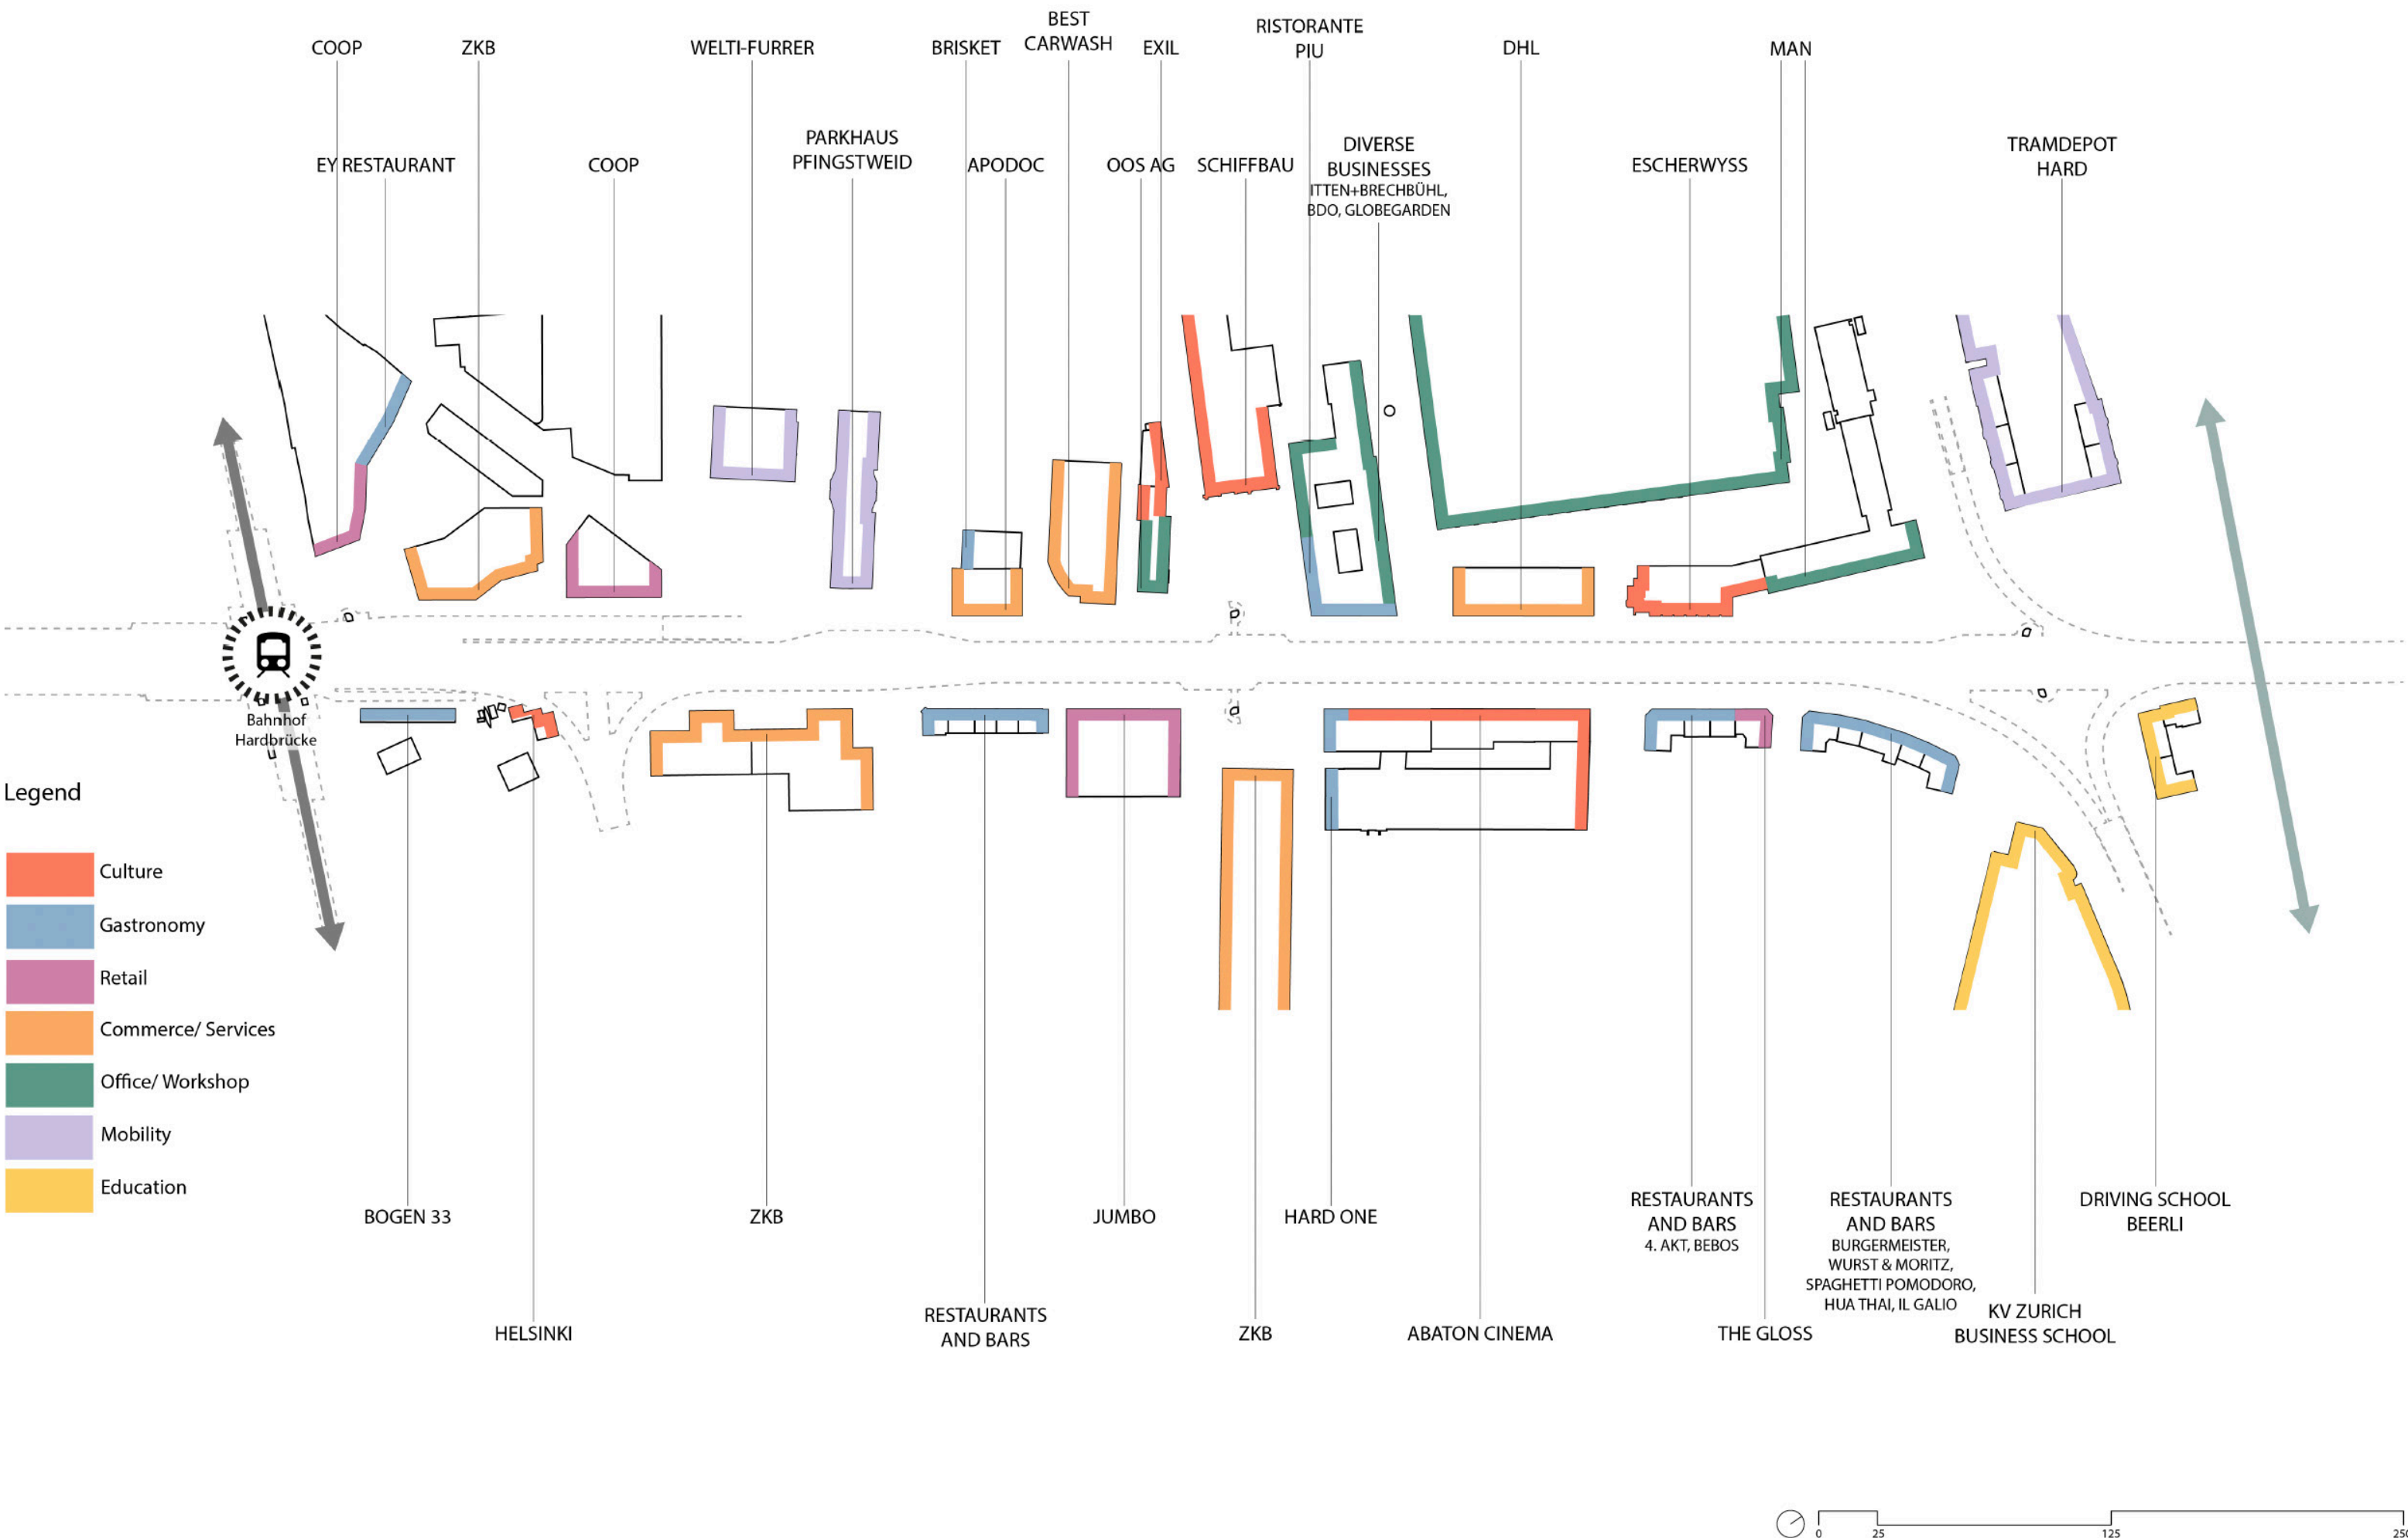 BEST
CARWASH
RISTORANTE
PIU
COOP
ZKB
WELTI-FURRER
BRISKET
EXIL
DHL
MAN
PARKHAUS
PFINGSTWEID
DIVERSE
BUSINESSES
ITTEN+BRECHBÜHL,
BDO, GLOBEGARDEN
TRAMDEPOT
HARD
EY RESTAURANT
COOP
APODOC
OOS AG
SCHIFFBAU
ESCHERWYSS
Bahnhof
Hardbrücke
Legend
Culture
Gastronomy
Retail
Commerce/ Services
Office/ Workshop
Mobility
Education
BOGEN 33
ZKB
JUMBO
HARD ONE
RESTAURANTS
AND BARS
4. AKT, BEBOS
RESTAURANTS
AND BARS
BURGERMEISTER,
WURST & MORITZ,
SPAGHETTI POMODORO,
HUA THAI, IL GALIO
DRIVING SCHOOL
BEERLI
HELSINKI
RESTAURANTS
AND BARS
ZKB
ABATON CINEMA
THE GLOSS
KV ZURICH
BUSINESS SCHOOL
0
25
125